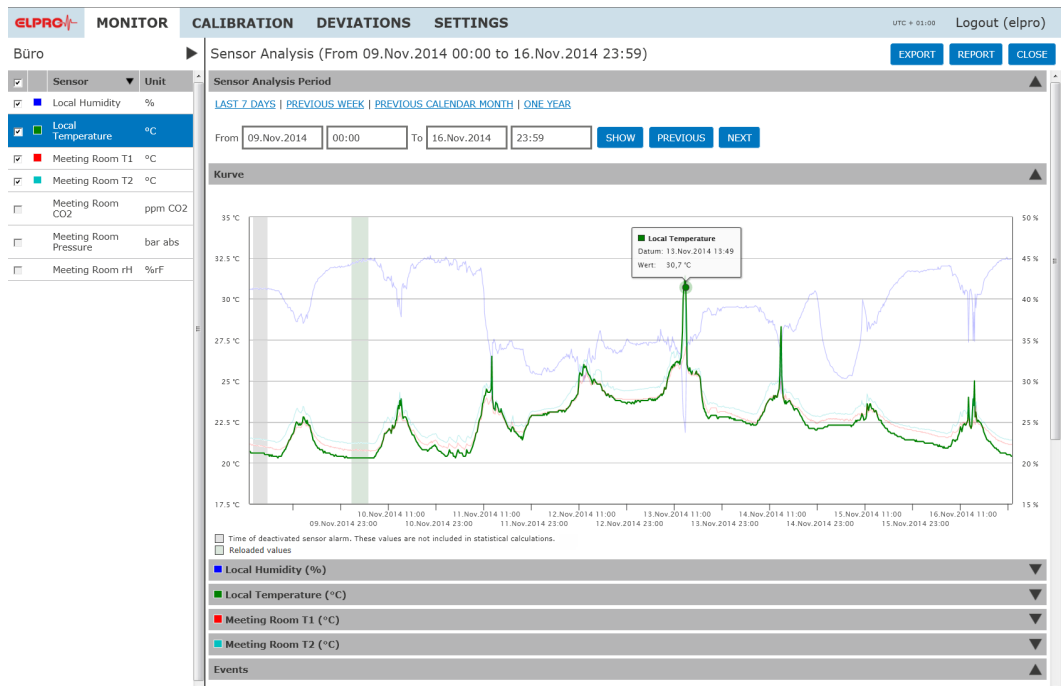 ELPRO MONITOR CALIBRATION DEVIATIONS SETTINGS UTC + 01:00 Logout (elpro)
Büro
Sensor Unit
Local Humidity %
Local Temperature °C
Meeting Room T1 °C
Meeting Room T2 °C
Meeting Room CO2 ppm CO2
Meeting Room Pressure bar abs
Meeting Room rH %rF
Sensor Analysis (From 09.Nov.2014 00:00 to 16.Nov.2014 23:59) EXPORT REPORT CLOSE
Sensor Analysis Period
LAST 7 DAYS | PREVIOUS WEEK | PREVIOUS CALENDAR MONTH | ONE YEAR
From 09.Nov.2014 00:00 To 16.Nov.2014 23:59 SHOW PREVIOUS NEXT
Kurve
35 °C 50 %
Local Temperature
Datum: 13.Nov.2014 13:49
Wert: 30,7 °C
32.5 °C 45 %
30 °C 40 %
27.5 °C 35 %
25 °C 30 %
22.5 °C 25 %
20 °C 20 %
17.5 °C 15 %
10.Nov.2014 11:00 11.Nov.2014 11:00 12.Nov.2014 11:00 13.Nov.2014 11:00 14.Nov.2014 11:00 15.Nov.2014 11:00 16.Nov.2014 11:00
09.Nov.2014 23:00 10.Nov.2014 23:00 11.Nov.2014 23:00 12.Nov.2014 23:00 13.Nov.2014 23:00 14.Nov.2014 23:00 15.Nov.2014 23:00
Time of deactivated sensor alarm. These values are not included in statistical calculations.
Reloaded values
Local Humidity (%)
Local Temperature (°C)
Meeting Room T1 (°C)
Meeting Room T2 (°C)
Events